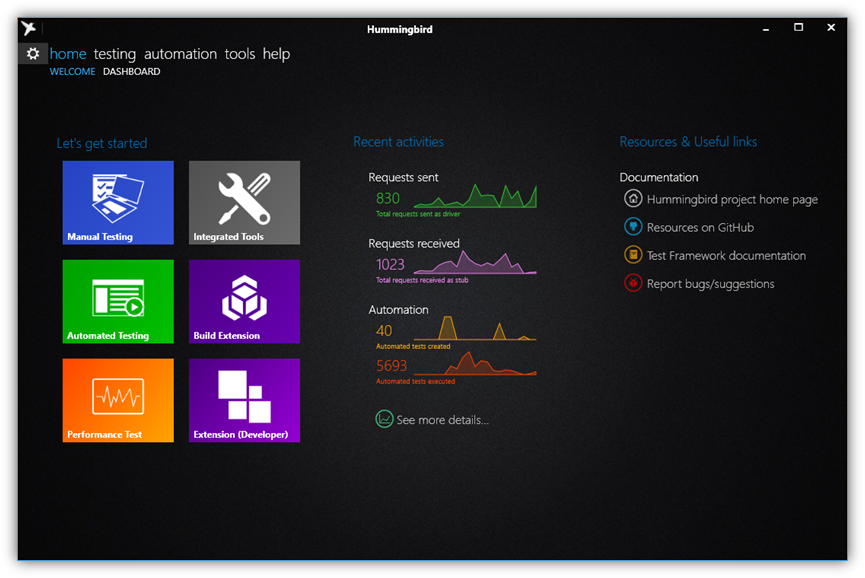 Hummingbird
home testing automation tools help
WELCOME DASHBOARD
Let's get started
Manual Testing
Integrated Tools
Automated Testing
Build Extension
Performance Test
Extension (Developer)
Recent activities
Requests sent
830
Total requests sent as driver
Requests received
1023
Total requests received as stub
Automation
40
Automated tests created
5693
Automated tests executed
See more details...
Resources & Useful links
Documentation
Hummingbird project home page
Resources on GitHub
Test Framework documentation
Report bugs/suggestions